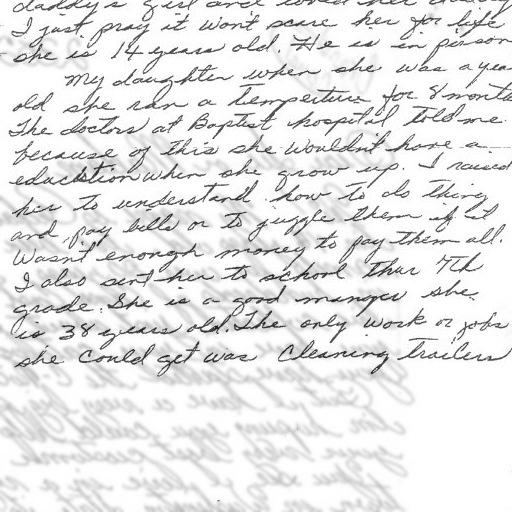 daddy's girl and loved her daddy
I just pray it wont scare her for life
she is 14 years old. He is in prison
My daughter when she was a year
old she ran a temperture for 8 months
The doctors at Baptist hospital told me
because of this she wouldn't have a
education when she grow up. I raised
her to understand how to do thing
and pay bills or to juggle them if it
Wasn't enough money to pay them all.
I also sent her to school thur 7th
grade. She is a good manger she
is 38 years old. The only work or jobs
she could get was cleaning trailers